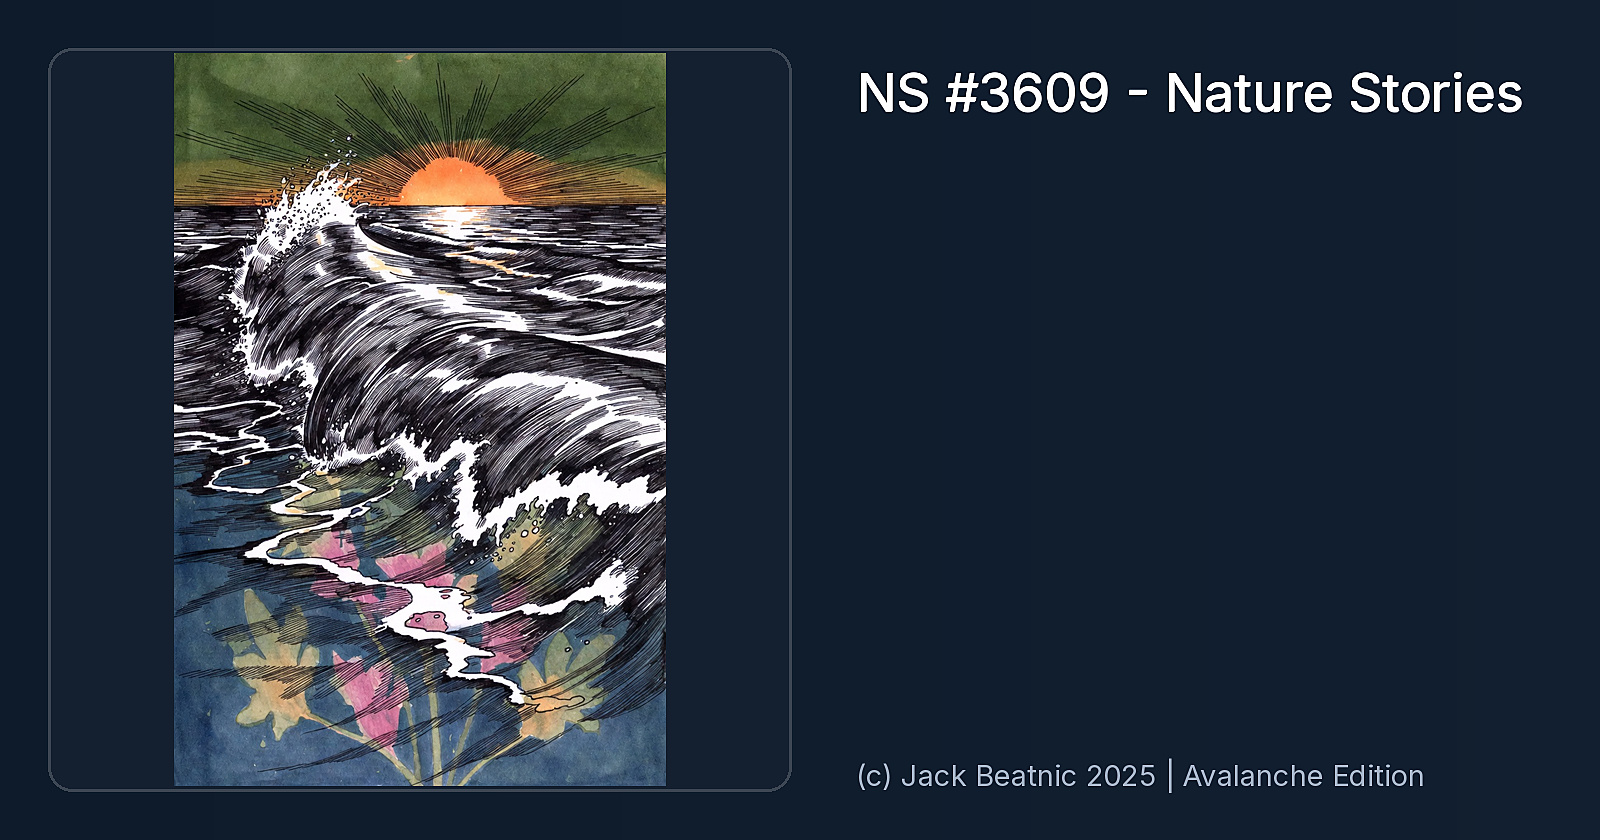 NS #3609 - Nature Stories
(c) Jack Beatnic 2025 | Avalanche Edition